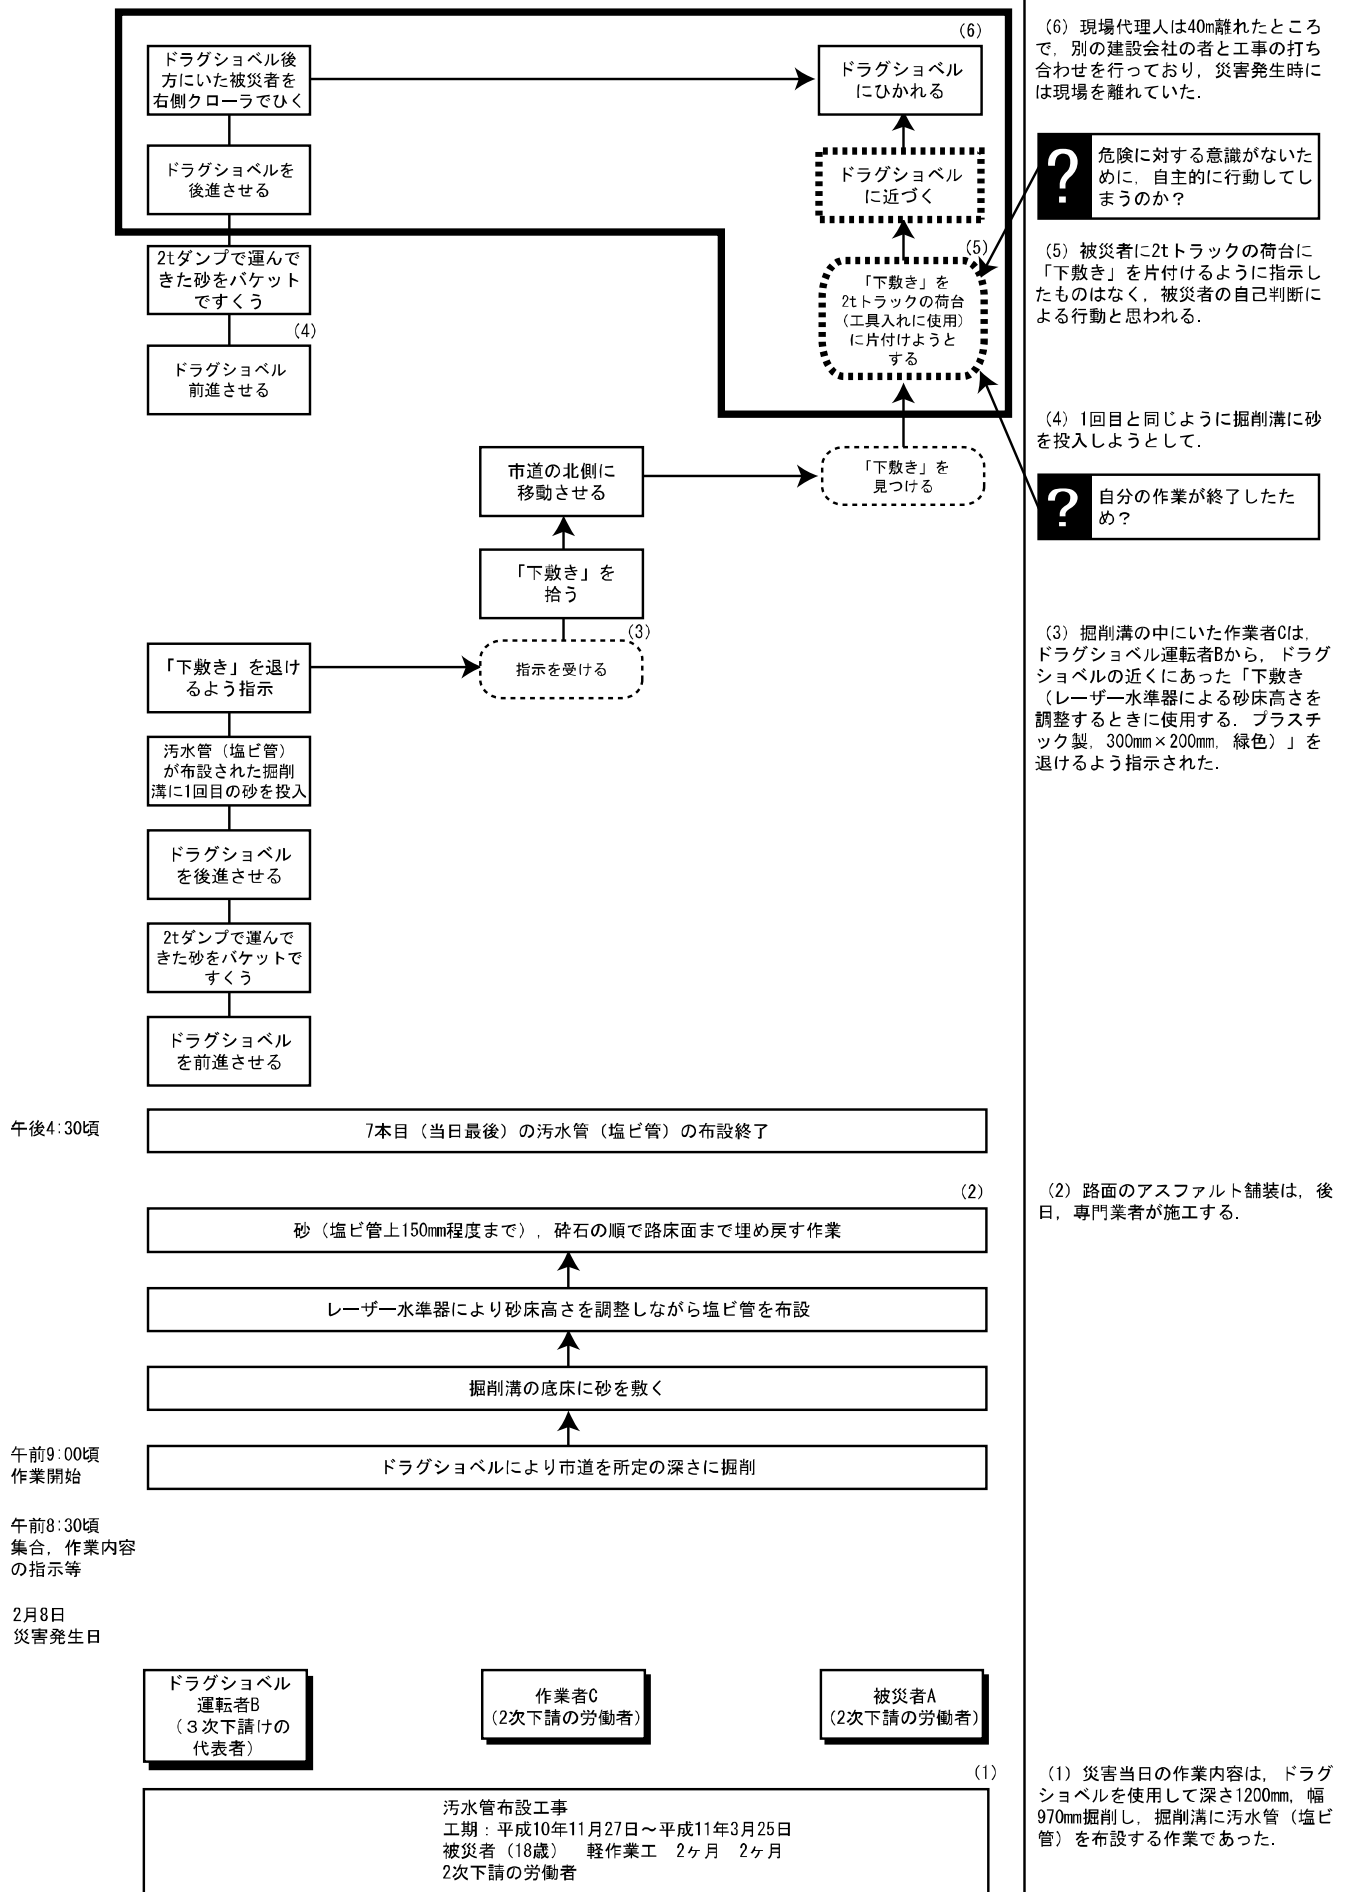 (6)
ドラグショベル後
方にいた被災者を
右側クローラでひく
ドラグショベル
にひかれる
ドラグショベルを
後進させる
ドラグショベル
に近づく
2tダンプで運んで
きた砂をバケット
ですくう
(5)
「下敷き」を
2tトラックの荷台
(工具入れに使用)
に片付けようと
する
(4)
ドラグショベル
前進させる
市道の北側に
移動させる
「下敷き」を
見つける
「下敷き」を
拾う
(3)
「下敷き」を退け
るよう指示
指示を受ける
汚水管（塩ビ管）
が布設された掘削
溝に1回目の砂を投入
ドラグショベル
を後進させる
2tダンプで運んで
きた砂をバケットで
すくう
ドラグショベル
を前進させる
午後4:30頃
7本目（当日最後）の汚水管（塩ビ管）の布設終了
(2)
砂（塩ビ管上150mm程度まで），砕石の順で路床面まで埋め戻す作業
レーザー水準器により砂床高さを調整しながら塩ビ管を布設
掘削溝の底床に砂を敷く
午前9:00頃
作業開始
ドラグショベルにより市道を所定の深さに掘削
午前8:30頃
集合，作業内容
の指示等
2月8日
災害発生日
ドラグショベル
運転者B
（３次下請けの
代表者）
作業者C
(2次下請の労働者)
被災者A
(2次下請の労働者)
(1)
汚水管布設工事
工期：平成10年11月27日～平成11年3月25日
被災者（18歳）　軽作業工　2ヶ月　2ヶ月
2次下請の労働者
（6）現場代理人は40m離れたところ
で，別の建設会社の者と工事の打ち
合わせを行っており，災害発生時に
は現場を離れていた．
?
危険に対する意識がないた
めに，自主的に行動してし
まうのか？
（5）被災者に2tトラックの荷台に
「下敷き」を片付けるように指示し
たものはなく，被災者の自己判断に
よる行動と思われる．
（4）1回目と同じように掘削溝に砂
を投入しようとして．
?
自分の作業が終了したた
め？
（3）掘削溝の中にいた作業者Cは，
ドラグショベル運転者Bから，ドラグ
ショベルの近くにあった「下敷き
（レーザー水準器による砂床高さを
調整するときに使用する．プラスチ
ック製，300mm×200mm，緑色）」を
退けるよう指示された．
（2）路面のアスファルト舗装は，後
日，専門業者が施工する．
（1）災害当日の作業内容は，ドラグ
ショベルを使用して深さ1200mm，幅
970mm掘削し，掘削溝に汚水管（塩ビ
管）を布設する作業であった．